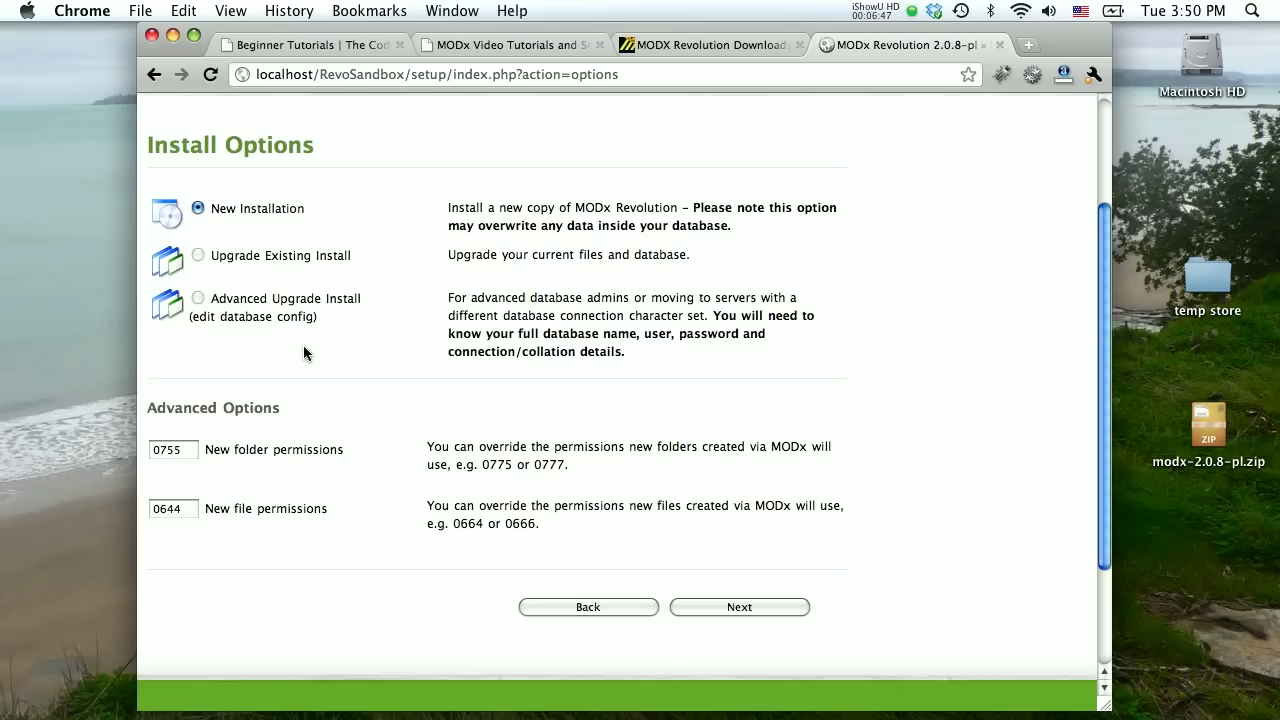 Chrome File Edit View History Bookmarks Window Help
iShowU HD
00:06:47
Tue 3:50 PM
Beginner Tutorials | The Cod
MODx Video Tutorials and Se
MODX Revolution Downloads
MODx Revolution 2.0.8-pl »
localhost/RevoSandbox/setup/index.php?action=options
Macintosh HD
Install Options
New Installation
Install a new copy of MODx Revolution - Please note this option
may overwrite any data inside your database.
Upgrade Existing Install
Upgrade your current files and database.
Advanced Upgrade Install
(edit database config)
For advanced database admins or moving to servers with a
different database connection character set. You will need to
know your full database name, user, password and
connection/collation details.
temp store
Advanced Options
0755 New folder permissions
You can override the permissions new folders created via MODx will
use, e.g. 0775 or 0777.
ZIP
modx-2.0.8-pl.zip
0644 New file permissions
You can override the permissions new files created via MODx will use,
e.g. 0664 or 0666.
Back
Next